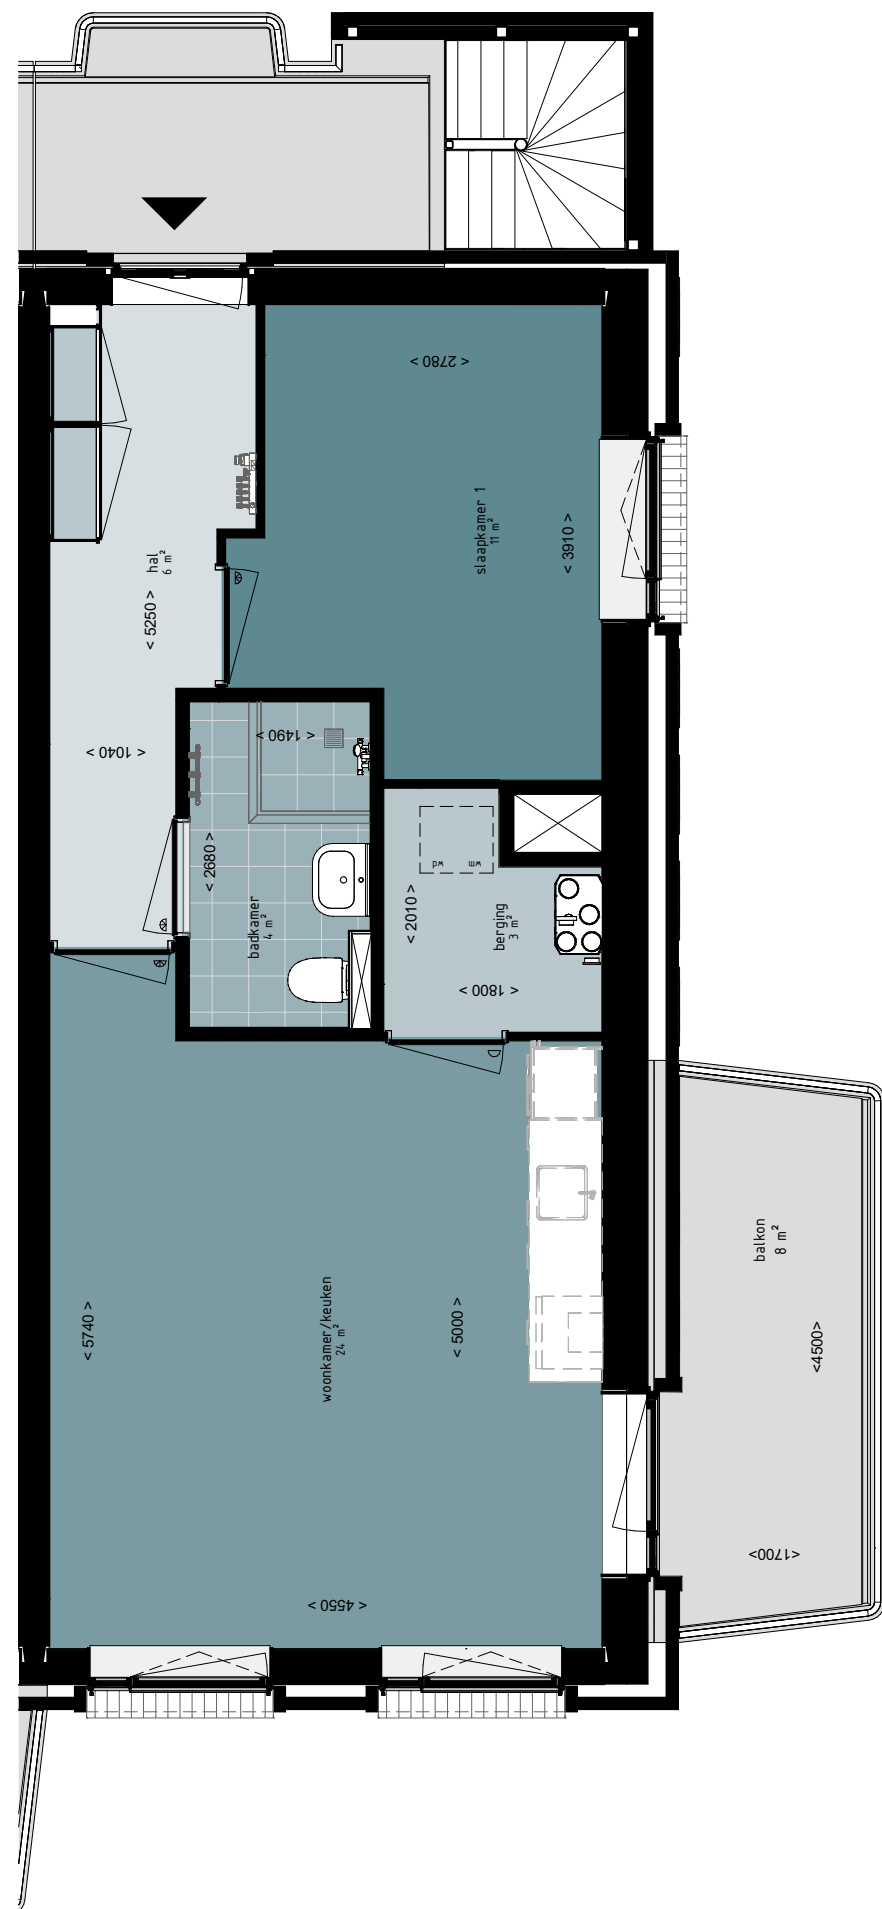 < 2780 >
slaapkamer 1
11 m²
< 3910 >
hal
6 m²
< 5250 >
< 1040 >
< 1490 >
< 2680 >
badkamer
4 m²
wd
wm
< 2010 >
berging
3 m²
< 1800 >
balkon
8 m²
<4500>
<1700>
woonkamer/keuken
24 m²
< 5740 >
< 5000 >
< 4550 >